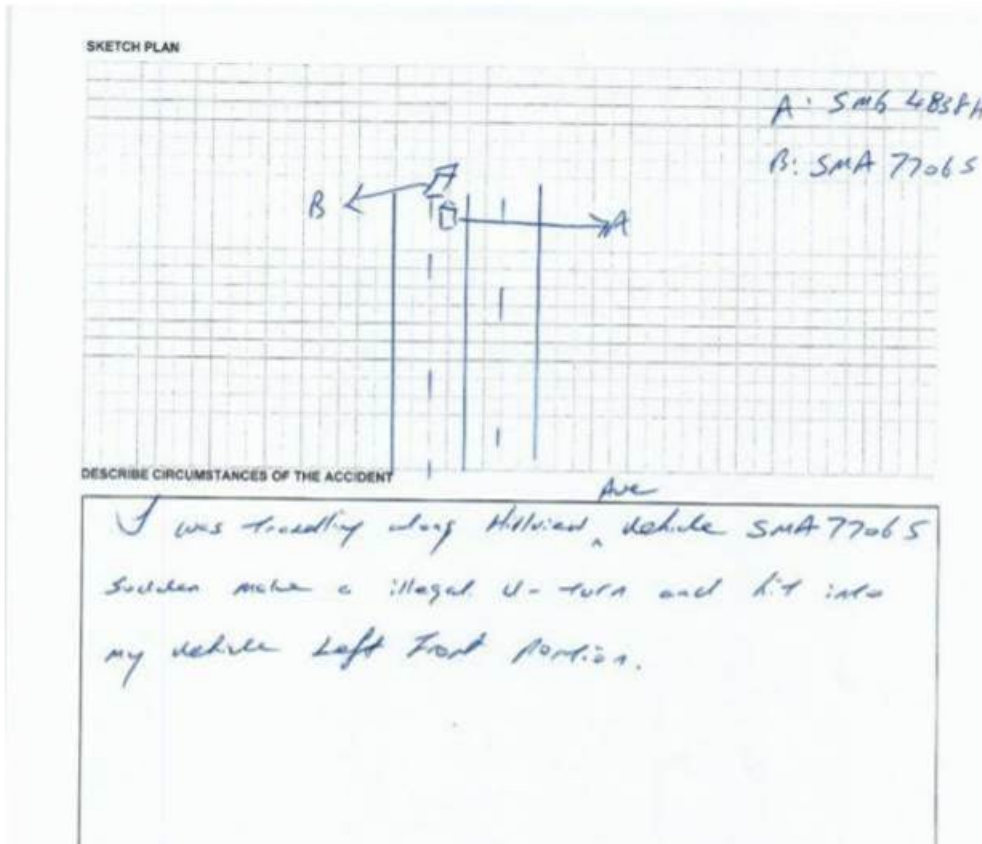 SKETCH PLAN
A: SMG 4838H
B: SMA 7706S
B
A
DESCRIBE CIRCUMSTANCES OF THE ACCIDENT
I was travelling along Hillview Ave vehicle SMA 7706S
Sudden make a illegal U-turn and hit into
my vehicle Left Front Portion.